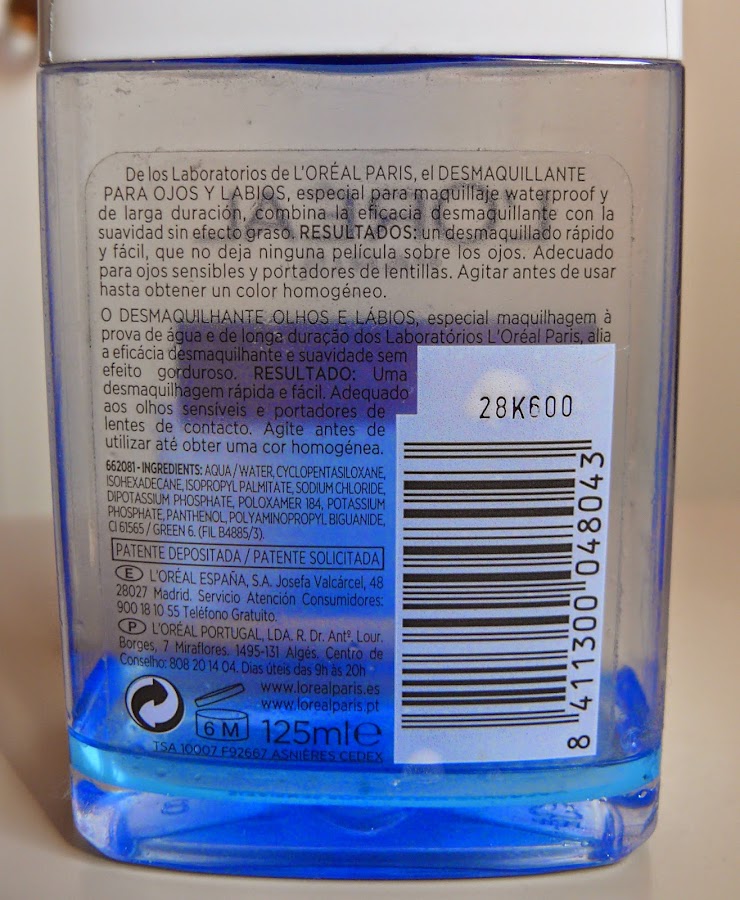 De los Laboratorios de L'ORÉAL PARIS, el DESMAQUILLANTE
PARA OJOS Y LABIOS, especial para maquillaje waterproof y
de larga duración, combina la eficacia desmaquillante con la
suavidad sin efecto graso. RESULTADOS: un desmaquillado rápido
y fácil, que no deja ninguna película sobre los ojos. Adecuado
para ojos sensibles y portadores de lentillas. Agitar antes de usar
hasta obtener un color homogéneo.
O DESMAQUILHANTE OLHOS E LÁBIOS, especial maquilhagem à
prova de água e de longa duração dos Laboratórios L'Oréal Paris, alia
a eficácia desmaquilhante e suavidade sem
efeito gorduroso. RESULTADO: Uma
desmaquilhagem rápida e fácil. Adequado
aos olhos sensíveis e portadores de
lentes de contacto. Agite antes de
utilizar até obter uma cor homogénea.
662081 - INGREDIENTS: AQUA / WATER, CYCLOPENTASILOXANE,
ISOHEXADECANE, ISOPROPYL PALMITATE, SODIUM CHLORIDE,
DIPOTASSIUM PHOSPHATE, POLOXAMER 184, POTASSIUM
PHOSPHATE, PANTHENOL, POLYAMINOPROPYL BIGUANIDE,
CI 61565 / GREEN 6. (FIL B4885/3).
PATENTE DEPOSITADA / PATENTE SOLICITADA
E L'ORÉAL ESPAÑA, S.A. Josefa Valcárcel, 48
28027 Madrid. Servicio Atención Consumidores:
900 18 10 55 Teléfono Gratuito.
P L'ORÉAL PORTUGAL, LDA. R. Dr. Antº. Lour.
Borges, 7 Miraflores. 1495-131 Algés. Centro de
Conselho: 808 20 14 04. Dias úteis das 9h às 20h
www.lorealparis.es
www.lorealparis.pt
6 M 125ml e
TSA 10007 F92667 ASNIÈRES CEDEX
28K600
8 411300 048043
L'ORÉAL